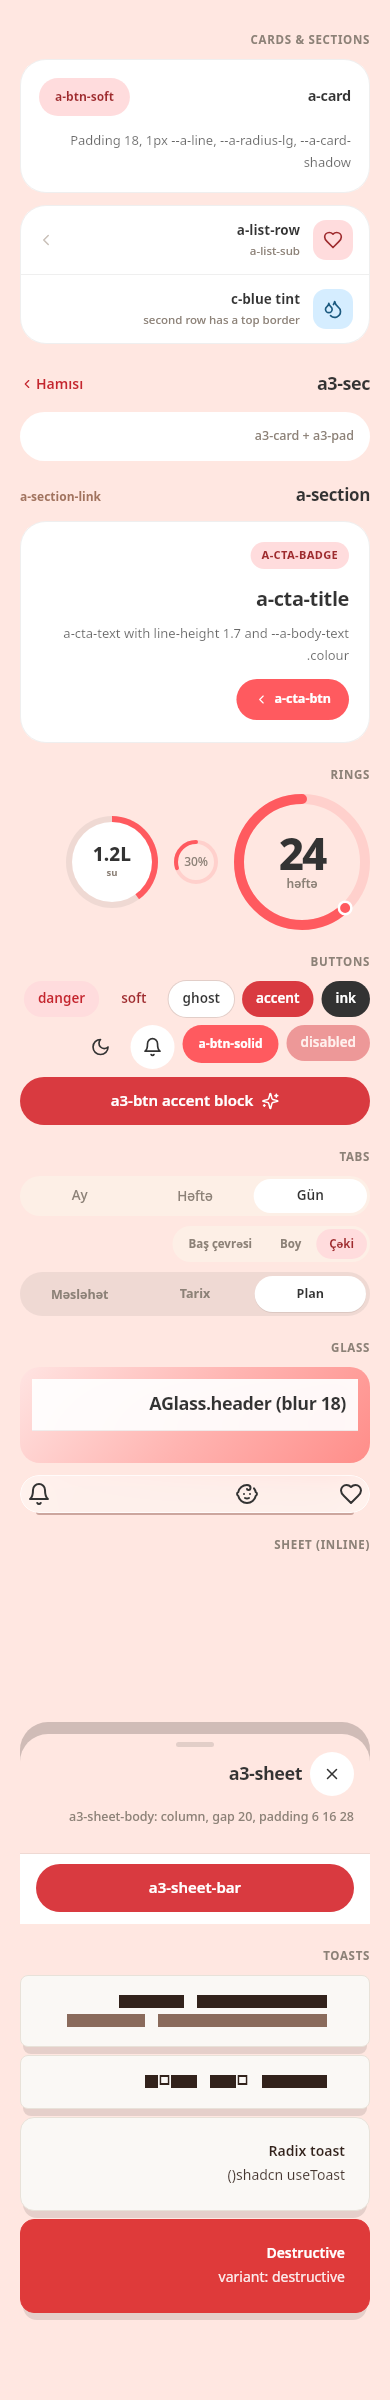 CARDS & SECTIONS
a-card
a-btn-soft
Padding 18, 1px --a-line, --a-radius-lg, --a-card-
shadow
a-list-row
a-list-sub
c-blue tint
second row has a top border
a3-sec
Hamısı
a3-card + a3-pad
a-section
a-section-link
A-CTA-BADGE
a-cta-title
a-cta-text with line-height 1.7 and --a-body-text
.colour
a-cta-btn
RINGS
24
həftə
30%
1.2L
su
BUTTONS
ink
accent
ghost
soft
danger
disabled
a-btn-solid
a3-btn accent block
TABS
Gün
Həftə
Ay
Çəki
Boy
Baş çevrəsi
Plan
Tarix
Məsləhət
GLASS
AGlass.header (blur 18)
SHEET (INLINE)
a3-sheet
a3-sheet-body: column, gap 20, padding 6 16 28
a3-sheet-bar
TOASTS
Radix toast
()shadcn useToast
Destructive
variant: destructive